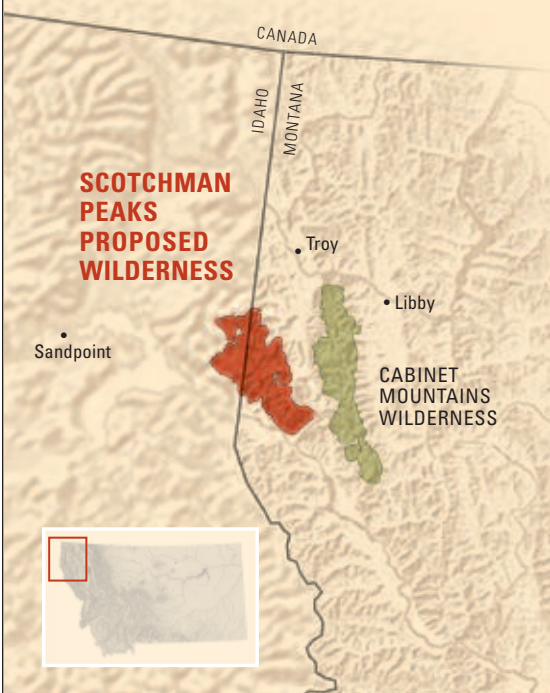 CANADA
IDAHO
MONTANA
SCOTCHMAN
PEAKS
PROPOSED
WILDERNESS
Troy
Libby
Sandpoint
CABINET
MOUNTAINS
WILDERNESS